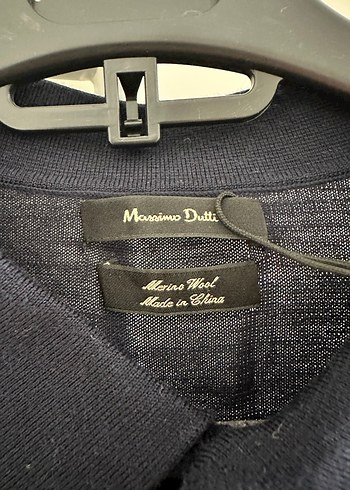 Massimo Dutti
Merino Wool
Made in China